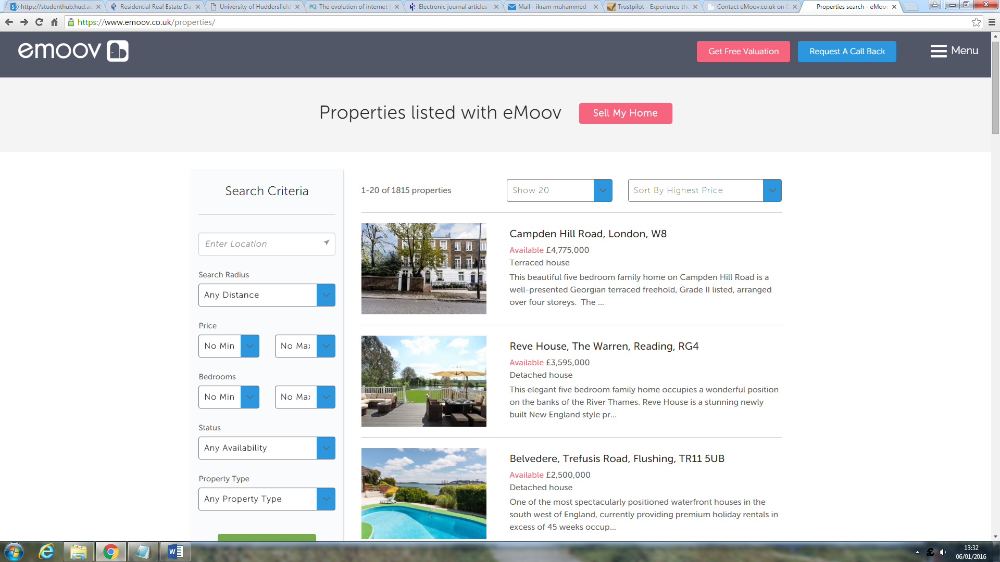 https://studenthub.hud.ac
Residential Real Estate Da
University of Huddersfield
The evolution of internet
Electronic journal articles
Mail - ikram muhammed
Trustpilot - Experience the
Contact eMoov.co.uk on
Properties search - eMoov
https://www.emoov.co.uk/properties/
emoov
Get Free Valuation
Request A Call Back
Menu
Properties listed with eMoov
Sell My Home
Search Criteria
Enter Location
Search Radius
Any Distance
Price
No Min
No Max
Bedrooms
No Min
No Max
Status
Any Availability
Property Type
Any Property Type
1-20 of 1815 properties
Show 20
Sort By Highest Price
Campden Hill Road, London, W8
Available £4,775,000
Terraced house
This beautiful five bedroom family home on Campden Hill Road is a
well-presented Georgian terraced freehold, Grade II listed, arranged
over four storeys. The ...
Reve House, The Warren, Reading, RG4
Available £3,595,000
Detached house
This elegant five bedroom family home occupies a wonderful position
on the banks of the River Thames. Reve House is a stunning newly
built New England style pr...
Belvedere, Trefusis Road, Flushing, TR11 5UB
Available £2,500,000
Detached house
One of the most spectacularly positioned waterfront houses in the
south west of England, currently providing premium holiday rentals in
excess of 45 weeks occup...
13:32
06/01/2016